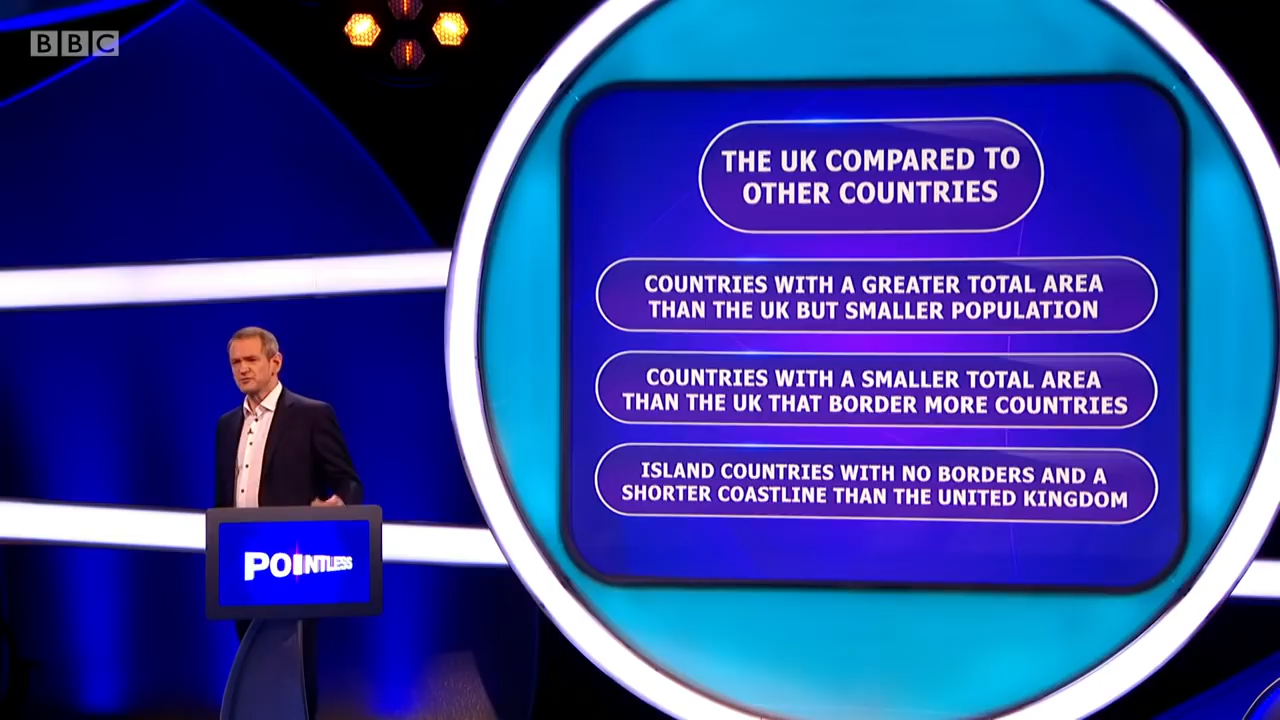 BBC
THE UK COMPARED TO
OTHER COUNTRIES
COUNTRIES WITH A GREATER TOTAL AREA
THAN THE UK BUT SMALLER POPULATION
COUNTRIES WITH A SMALLER TOTAL AREA
THAN THE UK THAT BORDER MORE COUNTRIES
ISLAND COUNTRIES WITH NO BORDERS AND A
SHORTER COASTLINE THAN THE UNITED KINGDOM
POINTLESS